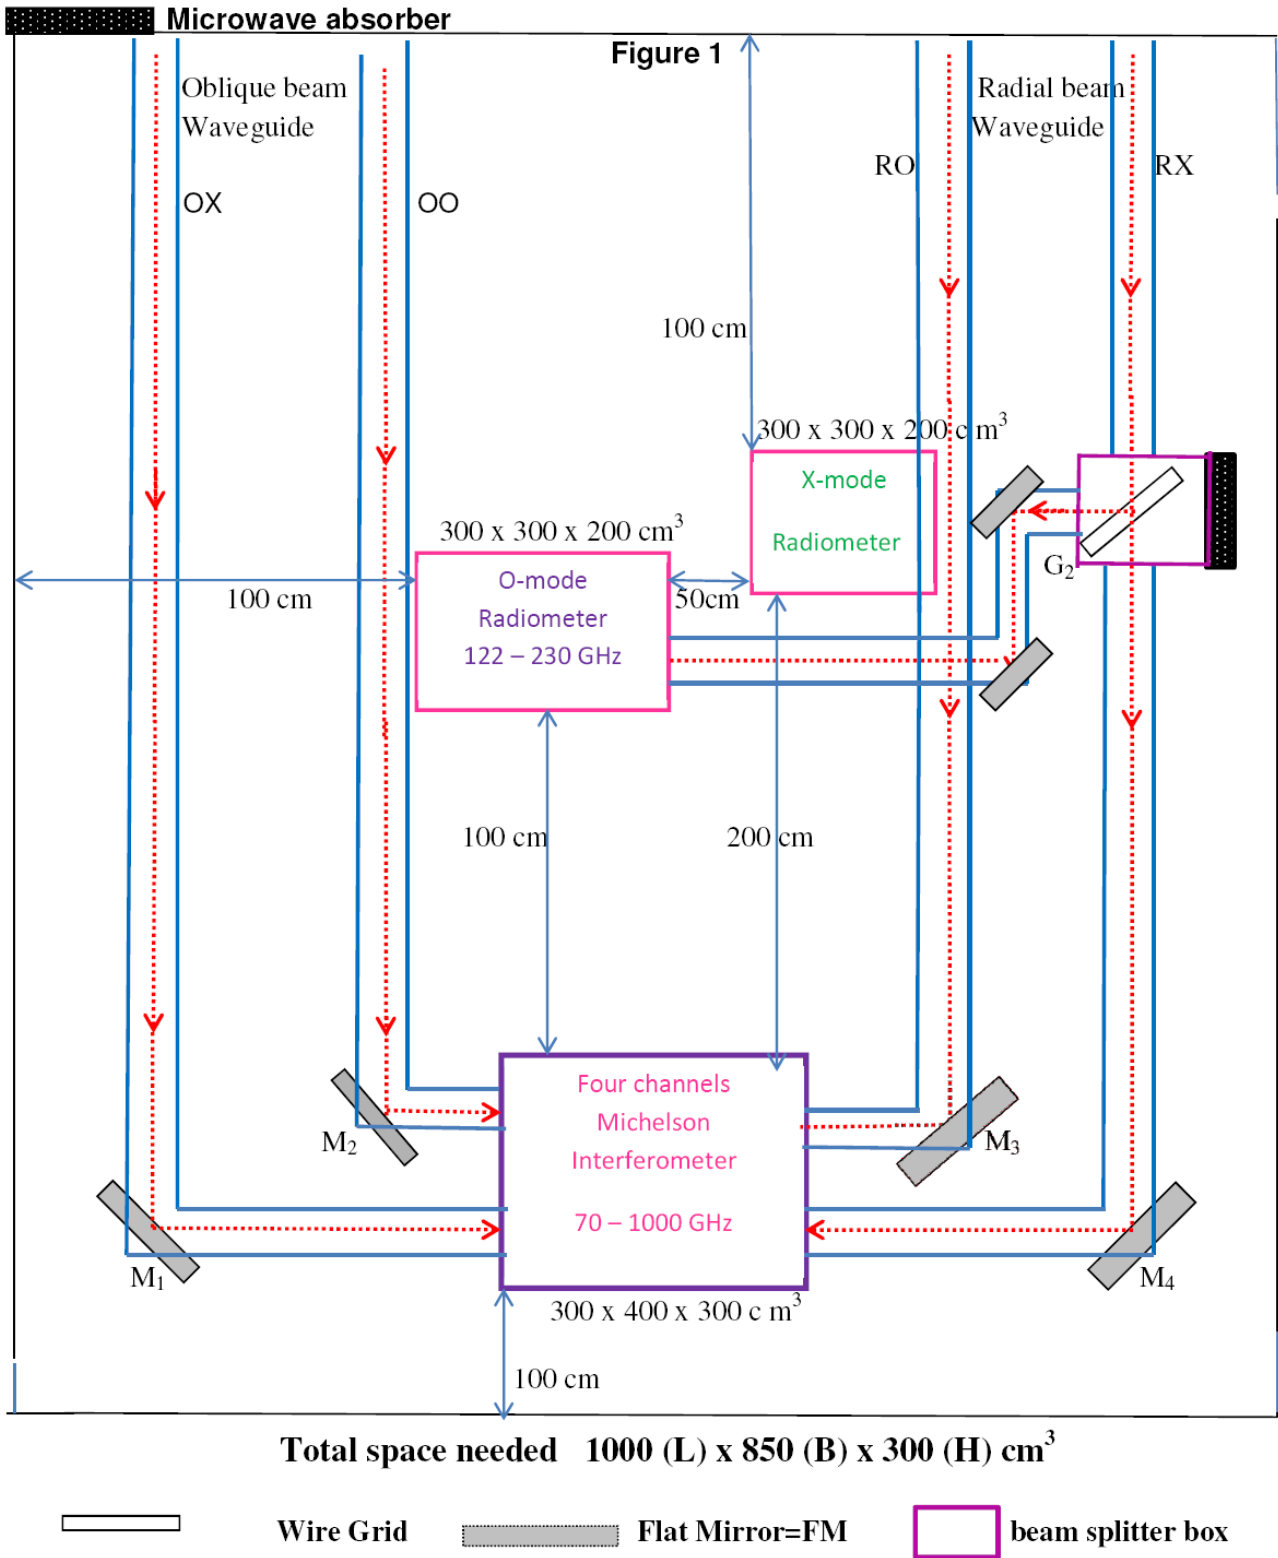 Microwave absorber
Figure 1
Oblique beam
Waveguide
Radial beam
Waveguide
OX
OO
RO
RX
100 cm
300 x 300 x 200 c m³
X-mode
Radiometer
300 x 300 x 200 cm³
O-mode
Radiometer
122 – 230 GHz
100 cm
50cm
G₂
100 cm
200 cm
Four channels
Michelson
Interferometer
70 – 1000 GHz
M₂
M₃
M₁
M₄
300 x 400 x 300 c m³
100 cm
Total space needed 1000 (L) x 850 (B) x 300 (H) cm³
Wire Grid
Flat Mirror=FM
beam splitter box